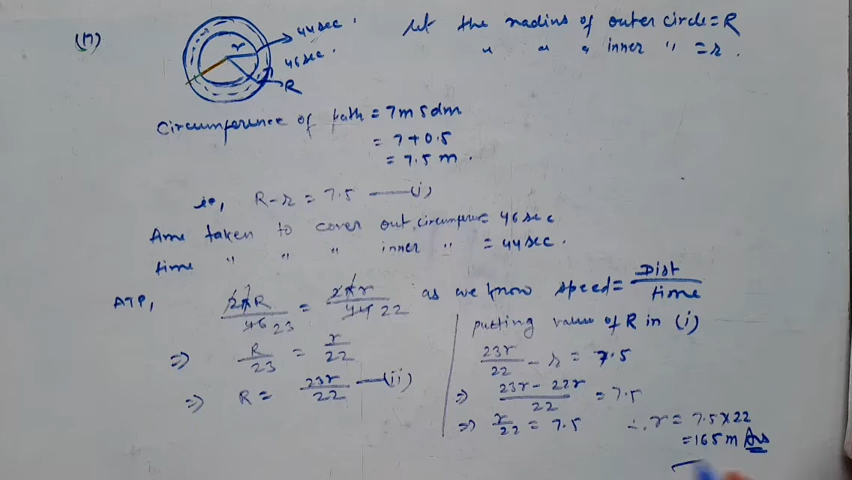 (17)
44 sec.
r
46 sec.
R
Let the radius of outer circle = R
" " " inner " = r.
Circumference of path = 7m 5dm
= 7+0.5
= 7.5 m.
ie, R-r = 7.5 —(i)
time taken to cover out. circumference = 46 sec
time " " " inner " = 44 sec.
ATP, 2πR/46 23 = 2πr/44 22 as we know speed = Dist/time
⇒ R/23 = r/22
⇒ R = 23r/22 —(ii)
putting value of R in (i)
23r/22 - r = 7.5
⇒ 23r - 22r/22 = 7.5
⇒ r/22 = 7.5 ∴ r = 7.5 x 22
= 165 m Ans